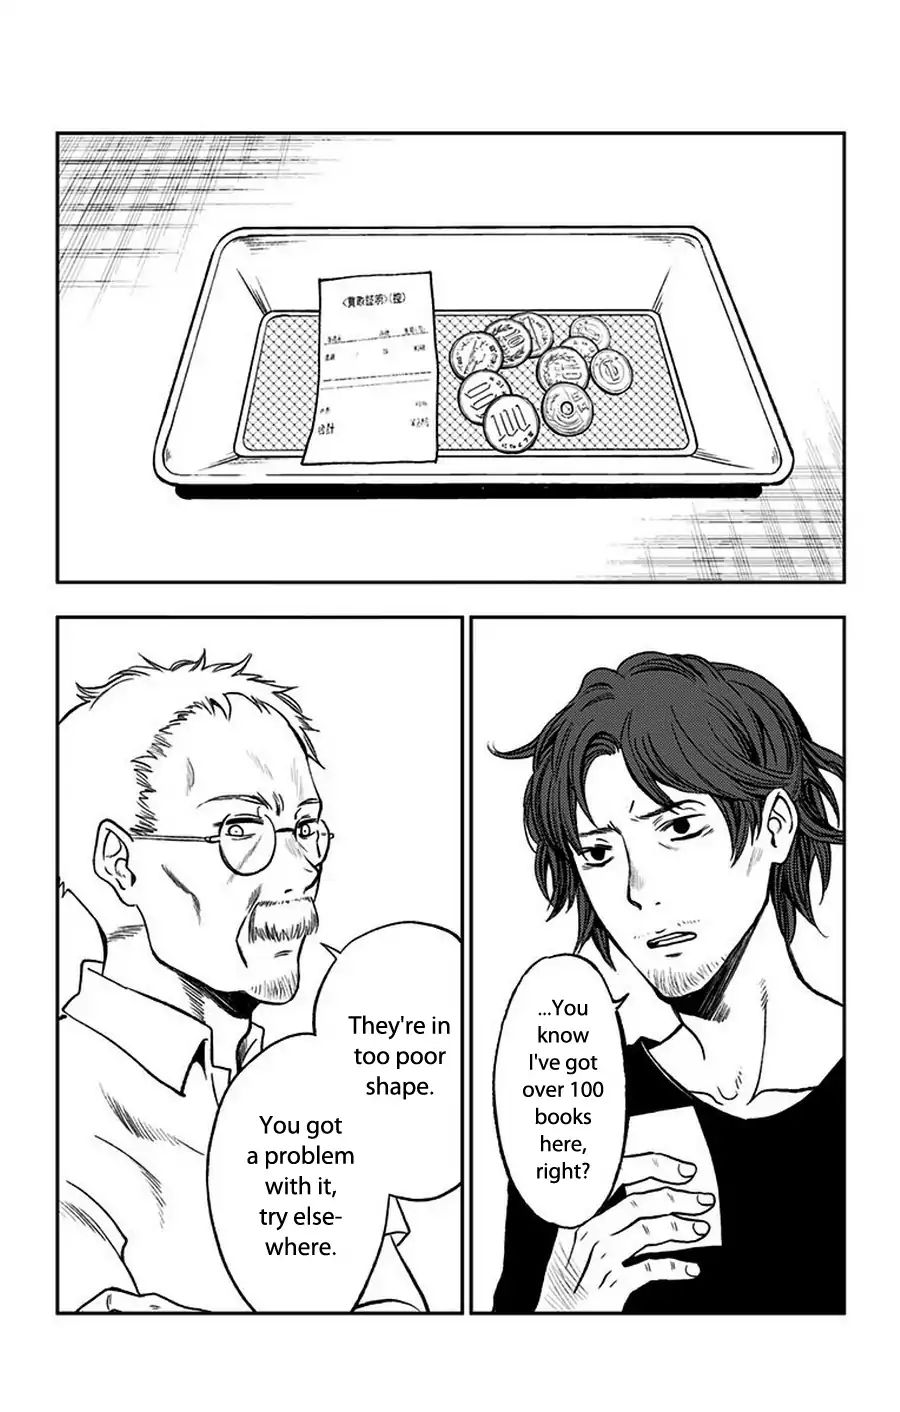 〈買取証明〉(控)
合計
100
...You
know
I've got
over 100
books
here,
right?
They're in
too poor
shape.
You got
a problem
with it,
try else-
where.